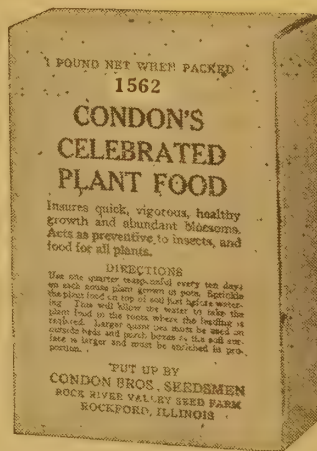 1 POUND NET WHEN PACKED
1562
CONDON'S
CELEBRATED
PLANT FOOD
Insures quick, vigorous, healthy
growth and abundant blossoms.
Acts as preventive to insects, and
food for all plants.
DIRECTIONS
Use one quarter teaspoonful every ten days
on each house plant grown in pots. Sprinkle
the plant food on top of soil just before water-
ing. This will allow the water to take the
plant food to the roots where the feeding is
required. Larger quantities must be used on
outside beds and porch boxes as the soil sur-
face is larger and must be enriched in pro-
portion.
PUT UP BY
CONDON BROS., SEEDSMEN
ROCK RIVER VALLEY SEED FARM
ROCKFORD, ILLINOIS